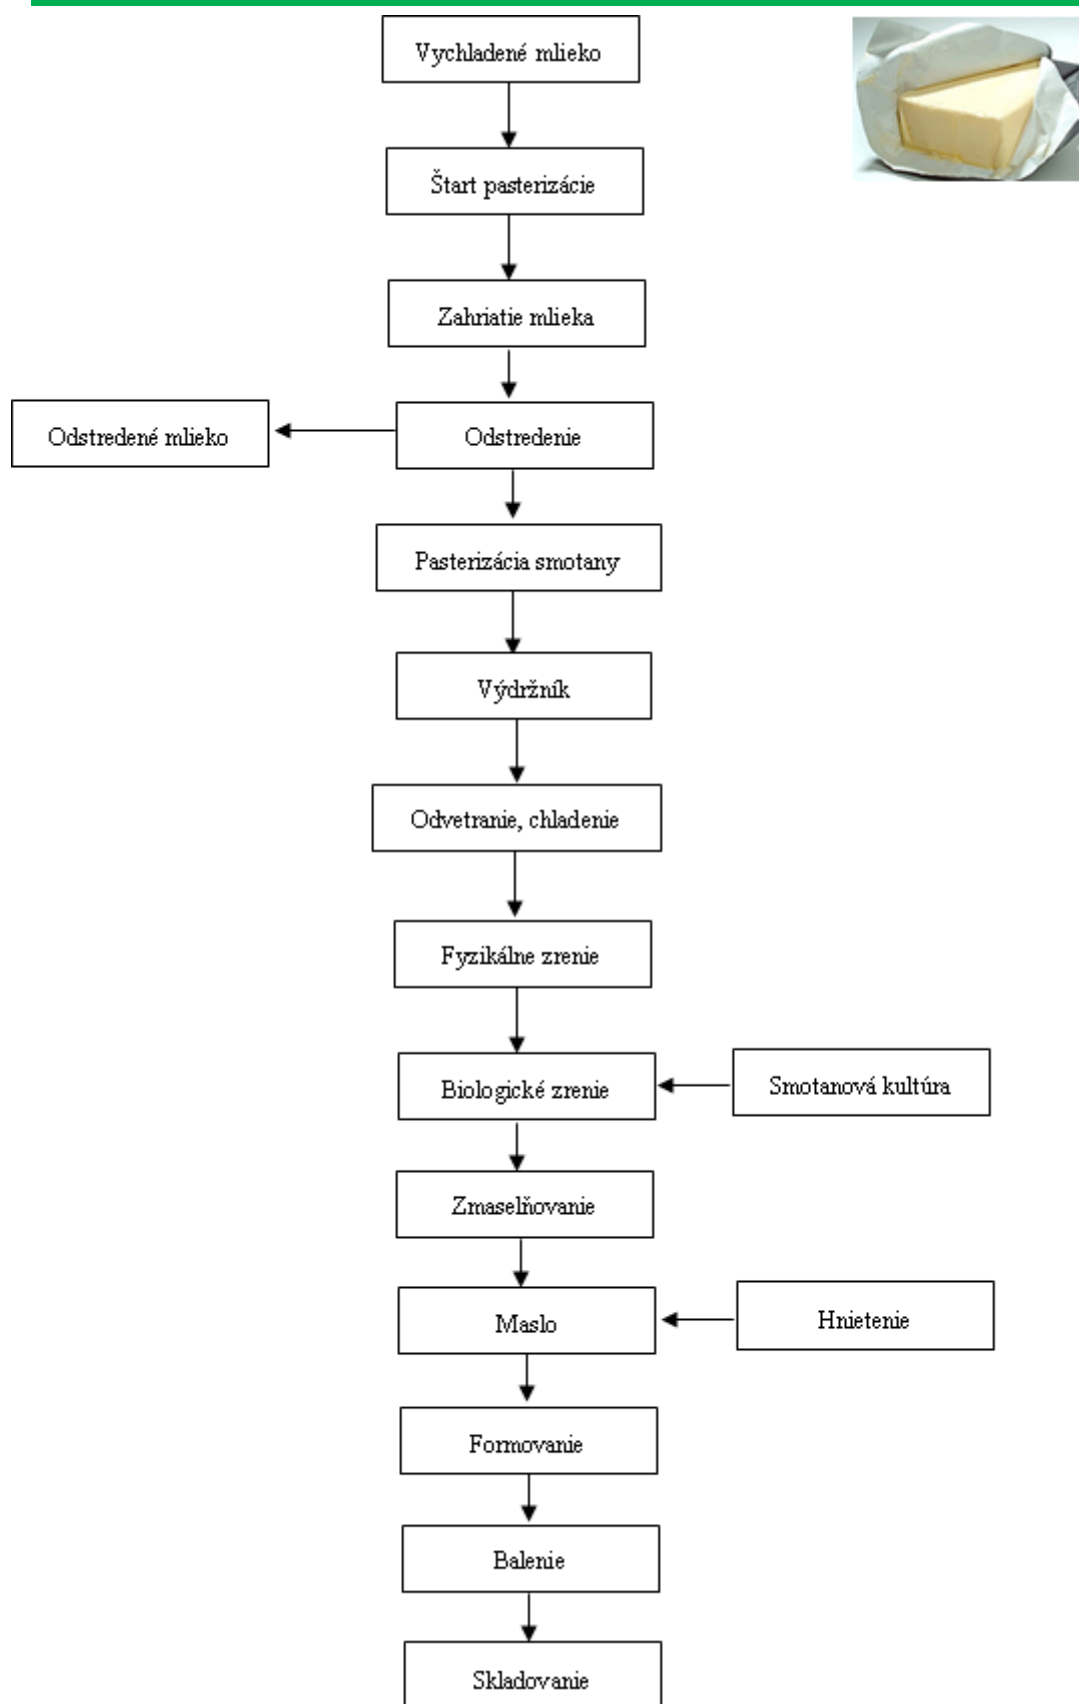 Vychladené mlieko
Štart pasterizácie
Zahriatie mlieka
Odstredené mlieko
Odstredenie
Pasterizácia smotany
Výdržník
Odvetranie, chladenie
Fyzikálne zrenie
Biologické zrenie
Smotanová kultúra
Zmaselňovanie
Maslo
Hnietenie
Formovanie
Balenie
Skladovanie